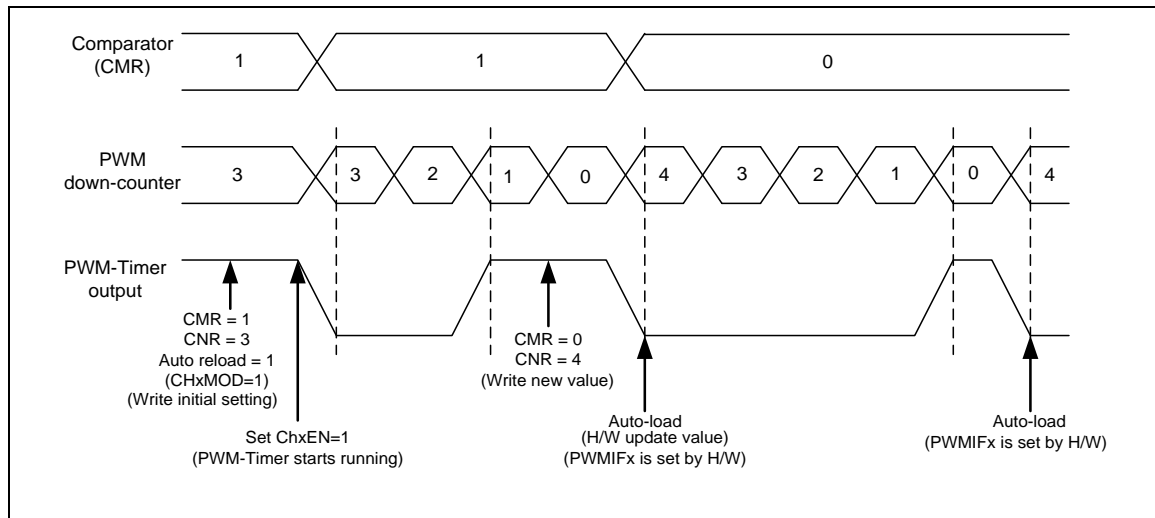 Comparator
(CMR)
1
1
0
PWM
down-counter
3
3
2
1
0
4
3
2
1
0
4
PWM-Timer
output
CMR = 1
CNR = 3
Auto reload = 1
(CHxMOD=1)
(Write initial setting)
Set ChxEN=1
(PWM-Timer starts running)
CMR = 0
CNR = 4
(Write new value)
Auto-load
(H/W update value)
(PWMIFx is set by H/W)
Auto-load
(PWMIFx is set by H/W)